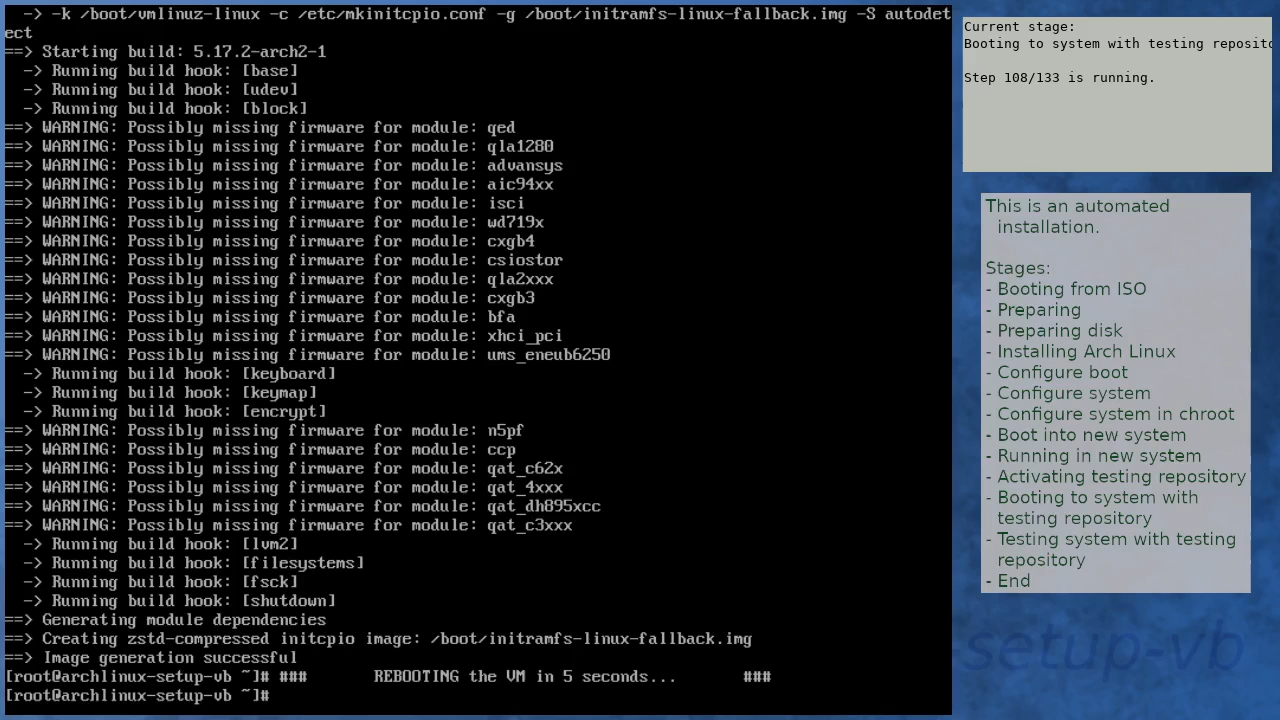 -> -k /boot/vmlinuz-linux -c /etc/mkinitcpio.conf -g /boot/initramfs-linux-fallback.img -S autodet
ect
==> Starting build: 5.17.2-arch2-1
-> Running build hook: [base]
-> Running build hook: [udev]
-> Running build hook: [block]
==> WARNING: Possibly missing firmware for module: qed
==> WARNING: Possibly missing firmware for module: qla1280
==> WARNING: Possibly missing firmware for module: advansys
==> WARNING: Possibly missing firmware for module: aic94xx
==> WARNING: Possibly missing firmware for module: isci
==> WARNING: Possibly missing firmware for module: wd719x
==> WARNING: Possibly missing firmware for module: cxgb4
==> WARNING: Possibly missing firmware for module: csiostor
==> WARNING: Possibly missing firmware for module: qla2xxx
==> WARNING: Possibly missing firmware for module: cxgb3
==> WARNING: Possibly missing firmware for module: bfa
==> WARNING: Possibly missing firmware for module: xhci_pci
==> WARNING: Possibly missing firmware for module: ums_eneub6250
-> Running build hook: [keyboard]
-> Running build hook: [keymap]
-> Running build hook: [encrypt]
==> WARNING: Possibly missing firmware for module: n5pf
==> WARNING: Possibly missing firmware for module: ccp
==> WARNING: Possibly missing firmware for module: qat_c62x
==> WARNING: Possibly missing firmware for module: qat_4xxx
==> WARNING: Possibly missing firmware for module: qat_dh895xcc
==> WARNING: Possibly missing firmware for module: qat_c3xxx
-> Running build hook: [lvm2]
-> Running build hook: [filesystems]
-> Running build hook: [fsck]
-> Running build hook: [shutdown]
==> Generating module dependencies
==> Creating zstd-compressed initcpio image: /boot/initramfs-linux-fallback.img
==> Image generation successful
[root@archlinux-setup-vb ~]# ### REBOOTING the VM in 5 seconds... ###
[root@archlinux-setup-vb ~]#
Current stage:
Booting to system with testing reposito
Step 108/133 is running.
This is an automated
installation.
Stages:
- Booting from ISO
- Preparing
- Preparing disk
- Installing Arch Linux
- Configure boot
- Configure system
- Configure system in chroot
- Boot into new system
- Running in new system
- Activating testing repository
- Booting to system with
testing repository
- Testing system with testing
repository
- End
-setup-vb